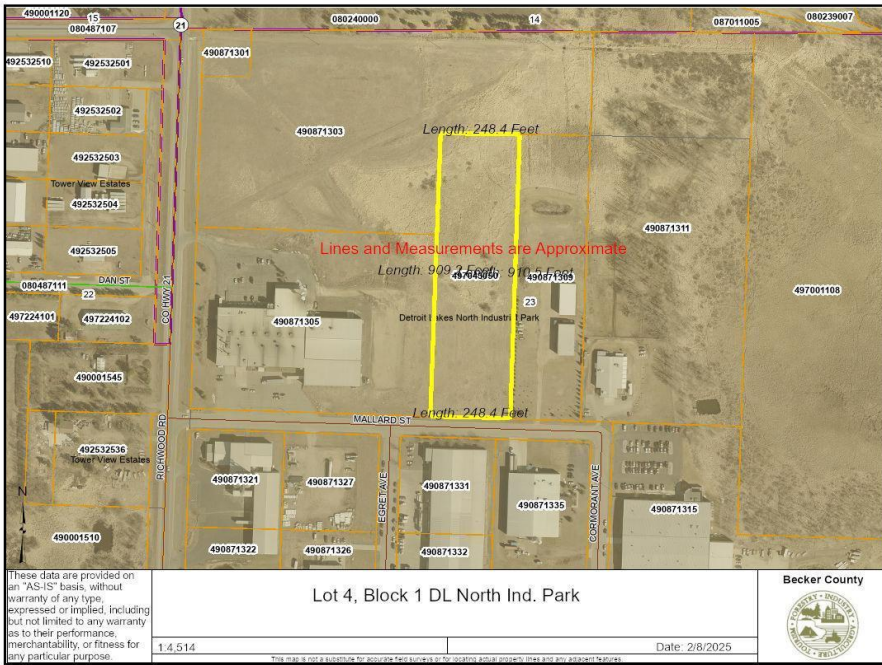 490001120
15
080487107
21
080240000
14
087011005
080239007
490871301
492532510
492532501
492532502
490871303
Length: 248.4 Feet
492532503
Tower View Estates
492532504
490871311
Lines and Measurements are Approximate
492532505
Length: 909.2 Feet
Length: 910.5 Feet
DAN ST
080487111
22
CO HWY 21
23
497001108
497224101
497224102
490871305
Detroit Lakes North Industrial Park
490001545
MALLARD ST
Length: 248.4 Feet
RICHWOOD RD
492532536
Tower View Estates
490871321
490871327
EGRET AVE
490871331
490871335
CORMORANT AVE
490871315
N
490001510
490871322
490871326
490871332
These data are provided on
an "AS-IS" basis, without
warranty of any type,
expressed or implied, including
but not limited to any warranty
as to their performance,
merchantability, or fitness for
any particular purpose.
Lot 4, Block 1 DL North Ind. Park
1:4,514
Date: 2/8/2025
This map is not a substitute for accurate field surveys or for locating actual property lines and any adjacent features.
Becker County
FORESTRY · INDUSTRY · AGRICULTURE · TOURISM